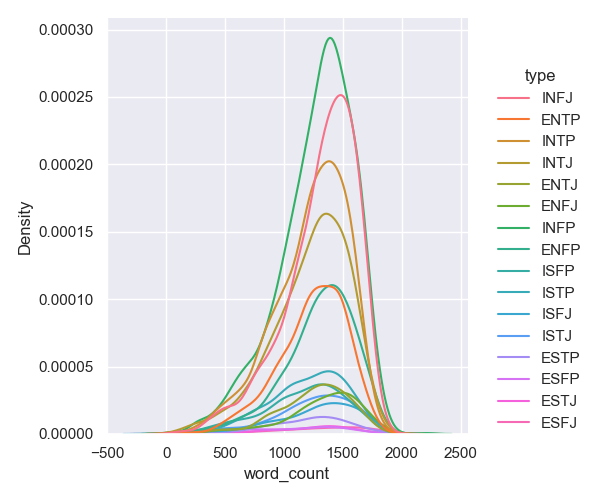 0.00030
0.00025
0.00020
0.00015
0.00010
0.00005
0.00000
Density
−500
0
500
1000
1500
2000
2500
word_count
type
INFJ
ENTP
INTP
INTJ
ENTJ
ENFJ
INFP
ENFP
ISFP
ISTP
ISFJ
ISTJ
ESTP
ESFP
ESTJ
ESFJ